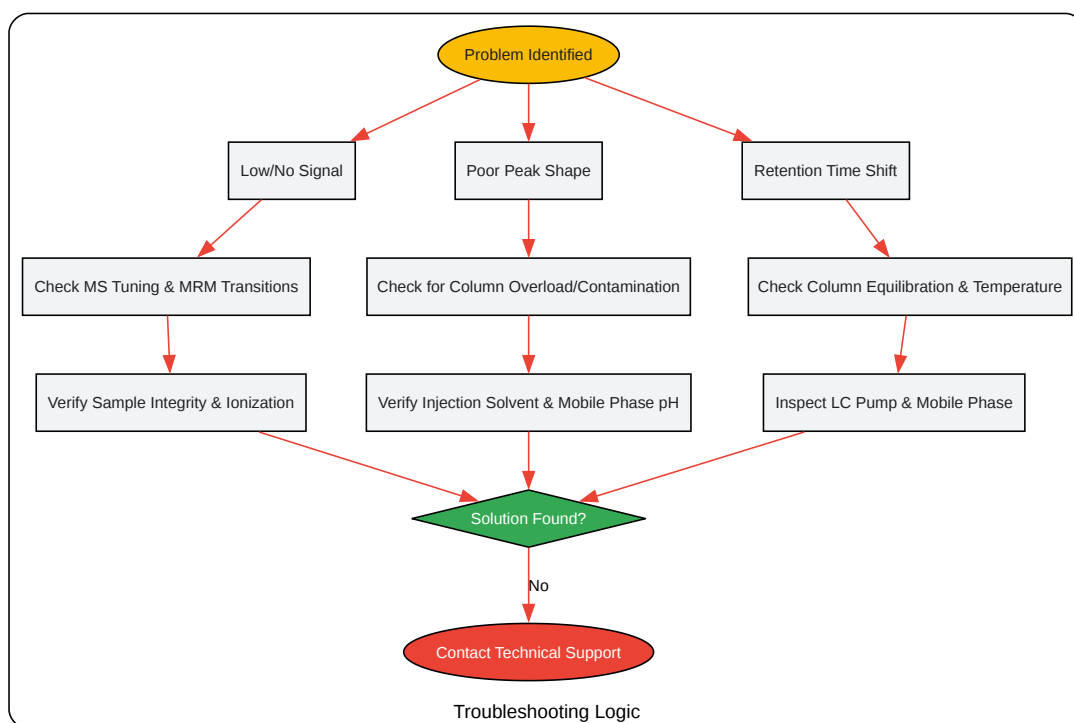 Problem Identified
Low/No Signal
Poor Peak Shape
Retention Time Shift
Check MS Tuning & MRM Transitions
Check for Column Overload/Contamination
Check Column Equilibration & Temperature
Verify Sample Integrity & Ionization
Verify Injection Solvent & Mobile Phase pH
Inspect LC Pump & Mobile Phase
Solution Found?
No
Contact Technical Support
Troubleshooting Logic